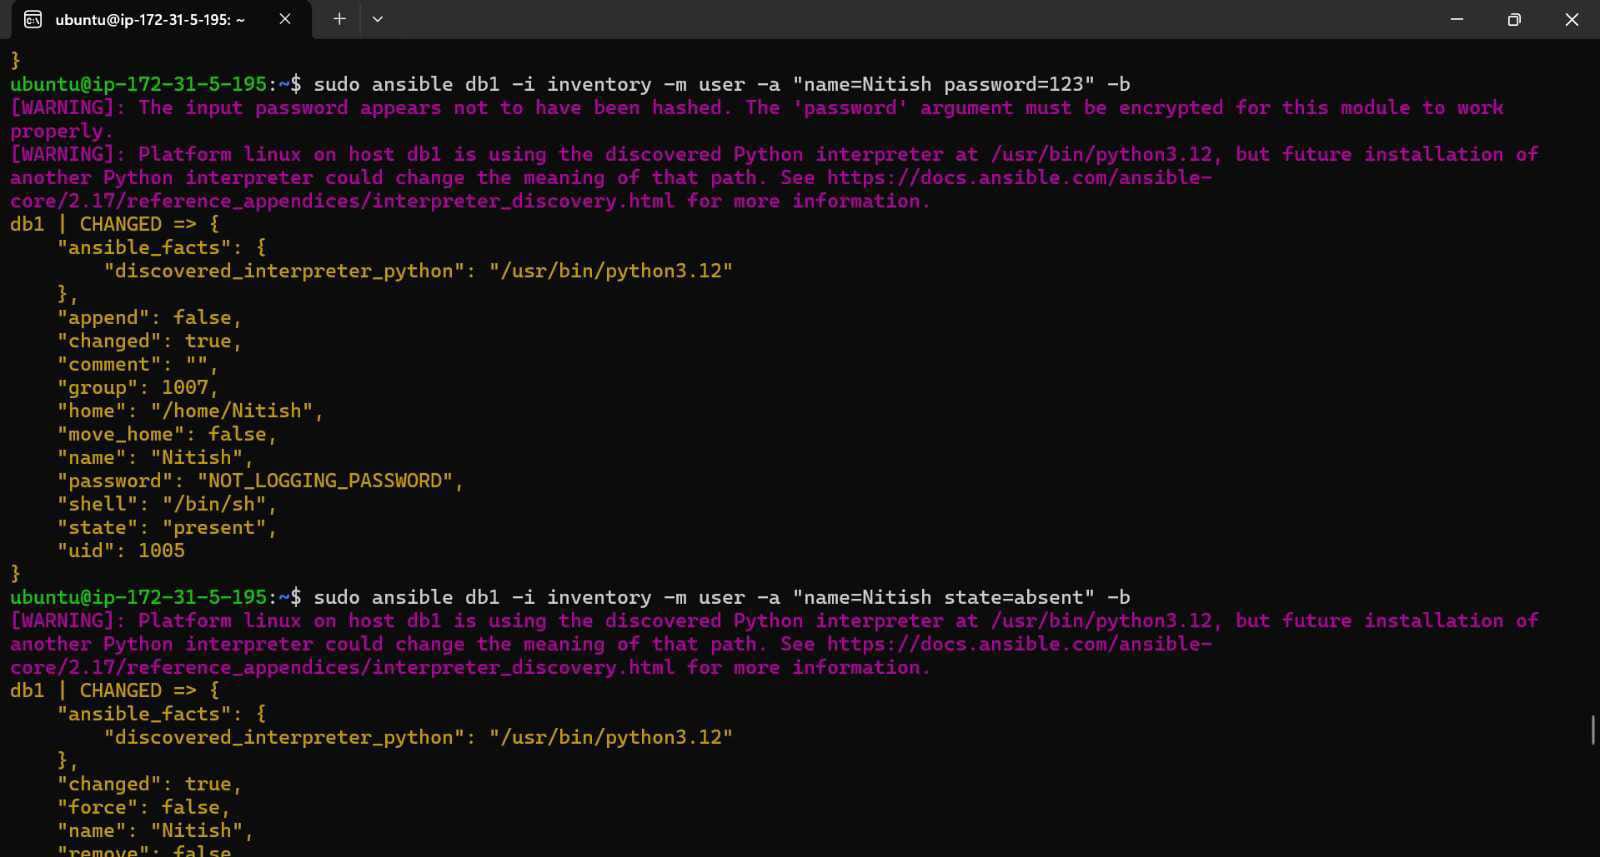 ubuntu@ip-172-31-5-195: ~
}
ubuntu@ip-172-31-5-195:~$ sudo ansible db1 -i inventory -m user -a "name=Nitish password=123" -b
[WARNING]: The input password appears not to have been hashed. The 'password' argument must be encrypted for this module to work
properly.
[WARNING]: Platform linux on host db1 is using the discovered Python interpreter at /usr/bin/python3.12, but future installation of
another Python interpreter could change the meaning of that path. See https://docs.ansible.com/ansible-
core/2.17/reference_appendices/interpreter_discovery.html for more information.
db1 | CHANGED => {
    "ansible_facts": {
        "discovered_interpreter_python": "/usr/bin/python3.12"
    },
    "append": false,
    "changed": true,
    "comment": "",
    "group": 1007,
    "home": "/home/Nitish",
    "move_home": false,
    "name": "Nitish",
    "password": "NOT_LOGGING_PASSWORD",
    "shell": "/bin/sh",
    "state": "present",
    "uid": 1005
}
ubuntu@ip-172-31-5-195:~$ sudo ansible db1 -i inventory -m user -a "name=Nitish state=absent" -b
[WARNING]: Platform linux on host db1 is using the discovered Python interpreter at /usr/bin/python3.12, but future installation of
another Python interpreter could change the meaning of that path. See https://docs.ansible.com/ansible-
core/2.17/reference_appendices/interpreter_discovery.html for more information.
db1 | CHANGED => {
    "ansible_facts": {
        "discovered_interpreter_python": "/usr/bin/python3.12"
    },
    "changed": true,
    "force": false,
    "name": "Nitish",
    "remove": false